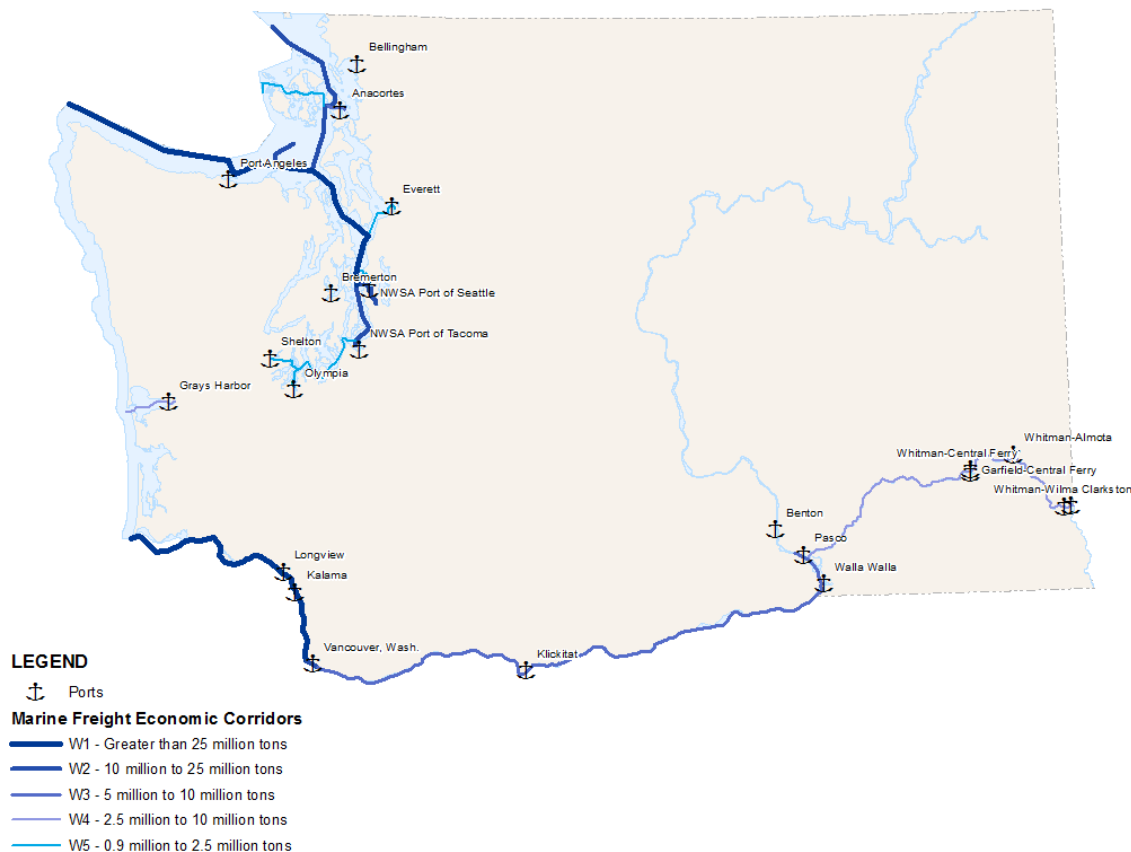 Bellingham
Anacortes
Port Angeles
Everett
Bremerton
NWSA Port of Seattle
NWSA Port of Tacoma
Shelton
Olympia
Grays Harbor
Whitman-Almota
Whitman-Central Ferry
Garfield-Central Ferry
Whitman-Wilma Clarkston
Benton
Pasco
Walla Walla
Longview
Kalama
Vancouver, Wash.
Klickitat
LEGEND
Ports
Marine Freight Economic Corridors
W1 - Greater than 25 million tons
W2 - 10 million to 25 million tons
W3 - 5 million to 10 million tons
W4 - 2.5 million to 10 million tons
W5 - 0.9 million to 2.5 million tons